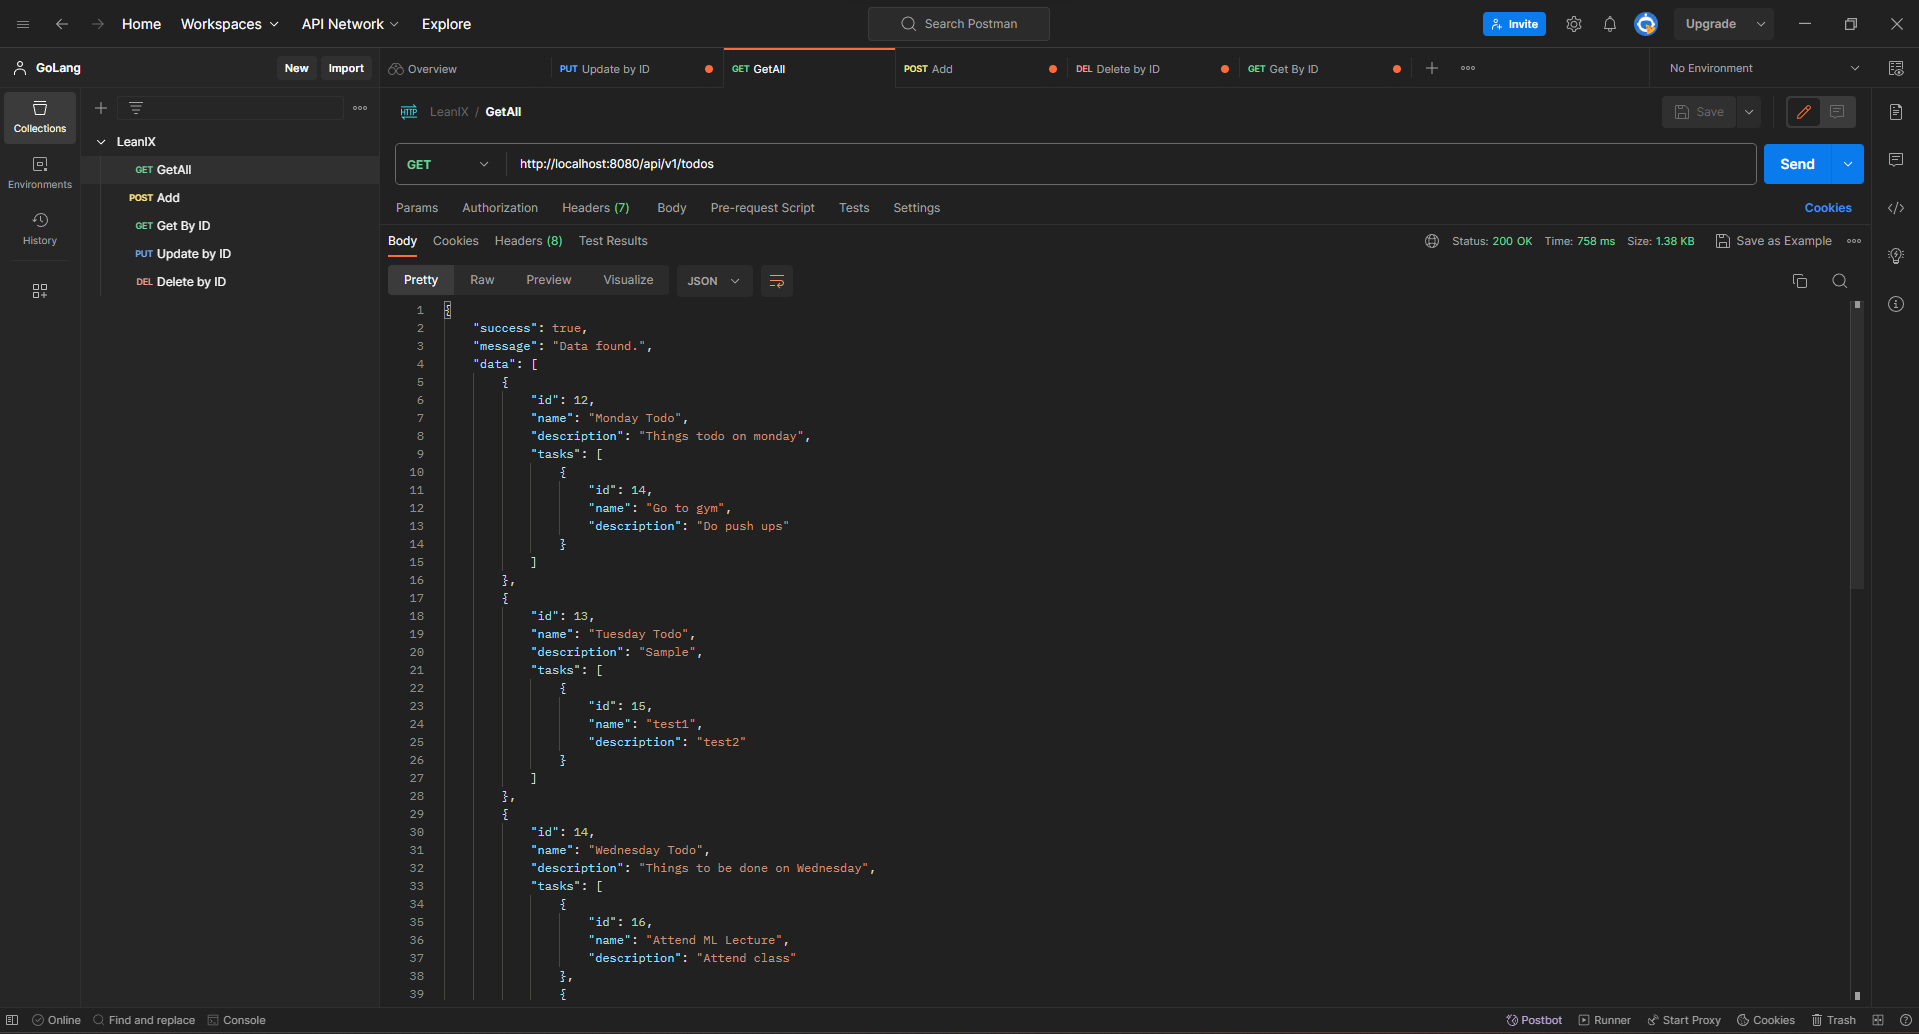 Home Workspaces API Network Explore Search Postman Invite Upgrade
GoLang New Import Overview PUT Update by ID GET GetAll POST Add DEL Delete by ID GET Get By ID No Environment
Collections
Environments
History
LeanIX
GET GetAll
POST Add
GET Get By ID
PUT Update by ID
DEL Delete by ID
HTTP LeanIX / GetAll Save
GET http://localhost:8080/api/v1/todos Send
Params Authorization Headers (7) Body Pre-request Script Tests Settings Cookies
Body Cookies Headers (8) Test Results Status: 200 OK Time: 758 ms Size: 1.38 KB Save as Example
Pretty Raw Preview Visualize JSON
1 {
2 "success": true,
3 "message": "Data found.",
4 "data": [
5 {
6 "id": 12,
7 "name": "Monday Todo",
8 "description": "Things todo on monday",
9 "tasks": [
10 {
11 "id": 14,
12 "name": "Go to gym",
13 "description": "Do push ups"
14 }
15 ]
16 },
17 {
18 "id": 13,
19 "name": "Tuesday Todo",
20 "description": "Sample",
21 "tasks": [
22 {
23 "id": 15,
24 "name": "test1",
25 "description": "test2"
26 }
27 ]
28 },
29 {
30 "id": 14,
31 "name": "Wednesday Todo",
32 "description": "Things to be done on Wednesday",
33 "tasks": [
34 {
35 "id": 16,
36 "name": "Attend ML Lecture",
37 "description": "Attend class"
38 },
39 {
Online Find and replace Console Postbot Runner Start Proxy Cookies Trash